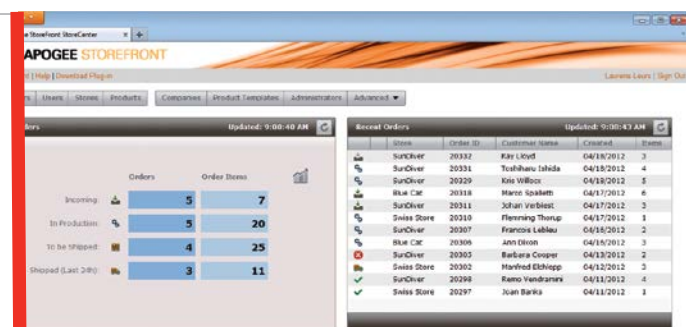 StoreFront StoreCenter
APOGEE STOREFRONT
Help | Download Plug-in
Laurens Leurs | Sign Out
Users Stores Products Companies Product Templates Administrators Advanced
Updated: 9:00:40 AM
Orders Order Items
Incoming: 5 7
In Production: 5 20
To be Shipped: 4 25
Shipped (Last 24h): 3 11
Recent Orders Updated: 9:00:43 AM
Store Order ID Customer Name Created Items
SunDiver 20332 Kay Lloyd 04/18/2012 3
SunDiver 20331 Toshiharu Ishida 04/18/2012 4
SunDiver 20329 Kris Willocx 04/18/2012 5
Blue Cat 20318 Marco Spaletti 04/17/2012 6
SunDiver 20311 Johan Verbiest 04/17/2012 3
Swiss Store 20310 Flemming Thorup 04/17/2012 1
SunDiver 20307 Francois Leblau 04/16/2012 2
Blue Cat 20306 Ann Dixon 04/16/2012 3
SunDiver 20303 Barbara Cooper 04/13/2012 2
Swiss Store 20302 Manfred 04/12/2012 3
SunDiver 20298 Remo Vendramini 04/11/2012 4
Swiss Store 20297 Joan Banks 04/11/2012 1